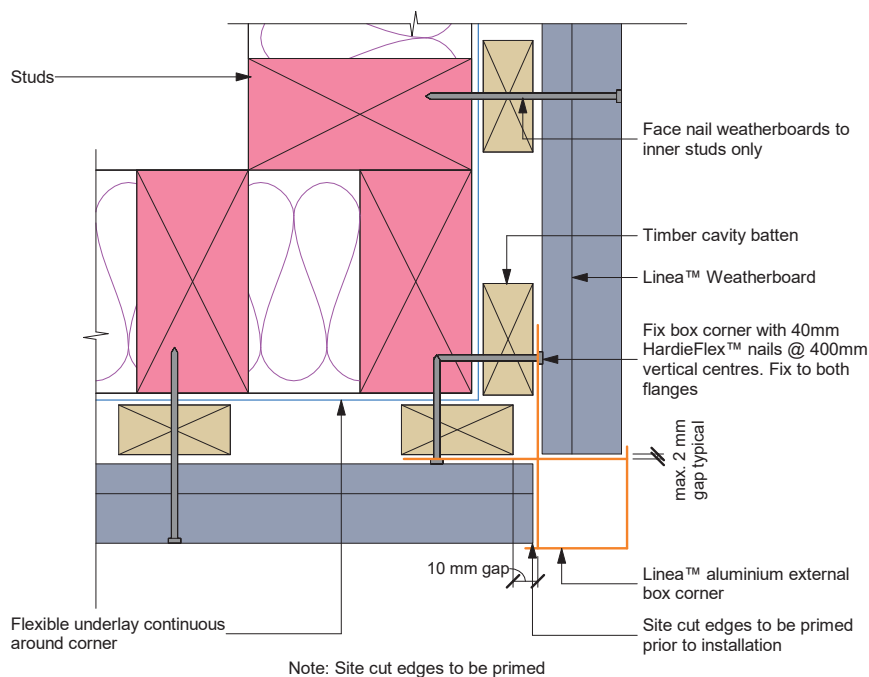 Studs
Face nail weatherboards to
inner studs only
Timber cavity batten
Linea™ Weatherboard
Fix box corner with 40mm
HardieFlex™ nails @ 400mm
vertical centres. Fix to both
flanges
max. 2 mm
gap typical
10 mm gap
Linea™ aluminium external
box corner
Flexible underlay continuous
around corner
Site cut edges to be primed
prior to installation
Note: Site cut edges to be primed